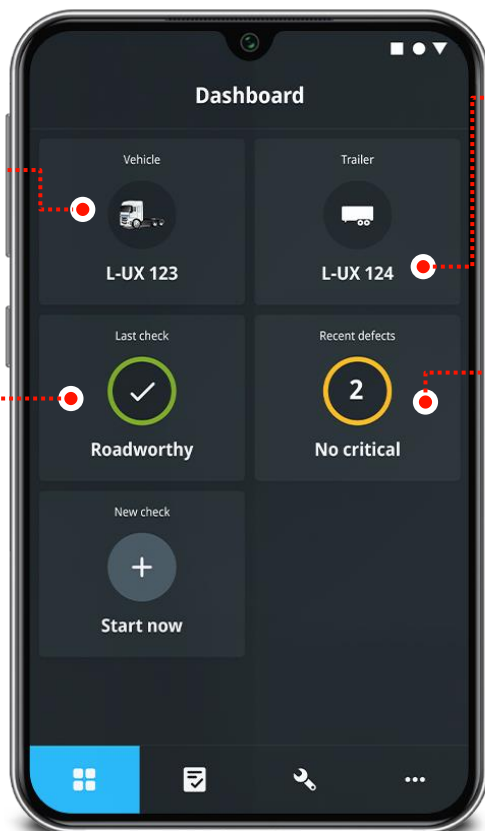 Dashboard
Vehicle
L-UX 123
Trailer
L-UX 124
Last check
Roadworthy
Recent defects
2
No critical
New check
Start now